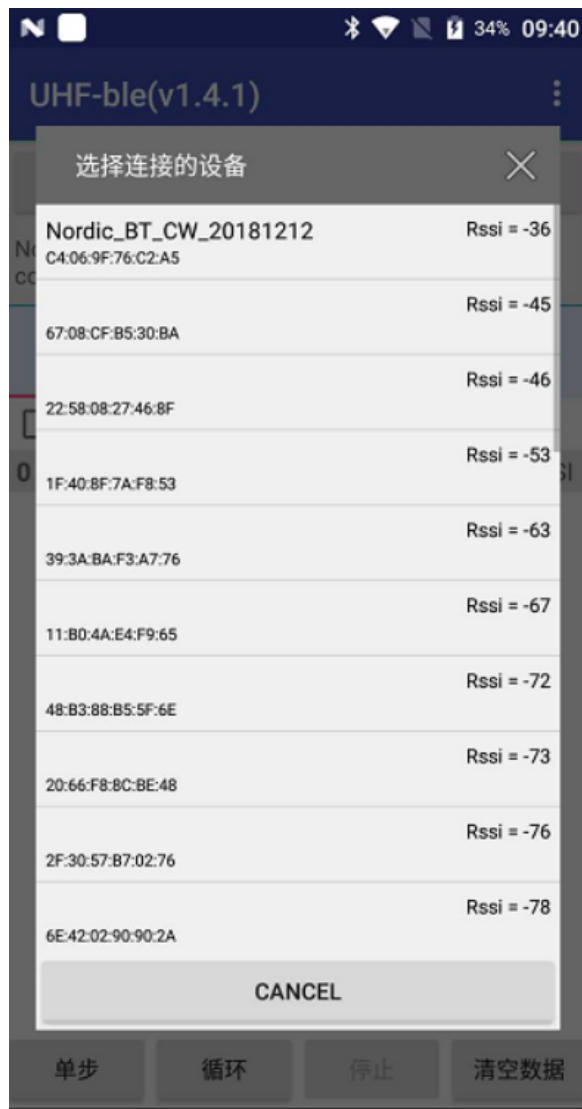 34% 09:40
UHF-ble(v1.4.1)
选择连接的设备
Nordic_BT_CW_20181212
Rssi = -36
C4:06:9F:76:C2:A5
Rssi = -45
67:08:CF:B5:30:BA
Rssi = -46
22:58:08:27:46:8F
Rssi = -53
1F:40:8F:7A:F8:53
Rssi = -63
39:3A:BA:F3:A7:76
Rssi = -67
11:B0:4A:E4:F9:65
Rssi = -72
48:B3:88:B5:5F:6E
Rssi = -73
20:66:F8:8C:BE:48
Rssi = -76
2F:30:57:B7:02:76
Rssi = -78
6E:42:02:90:90:2A
CANCEL
0
单步 循环 停止 清空数据